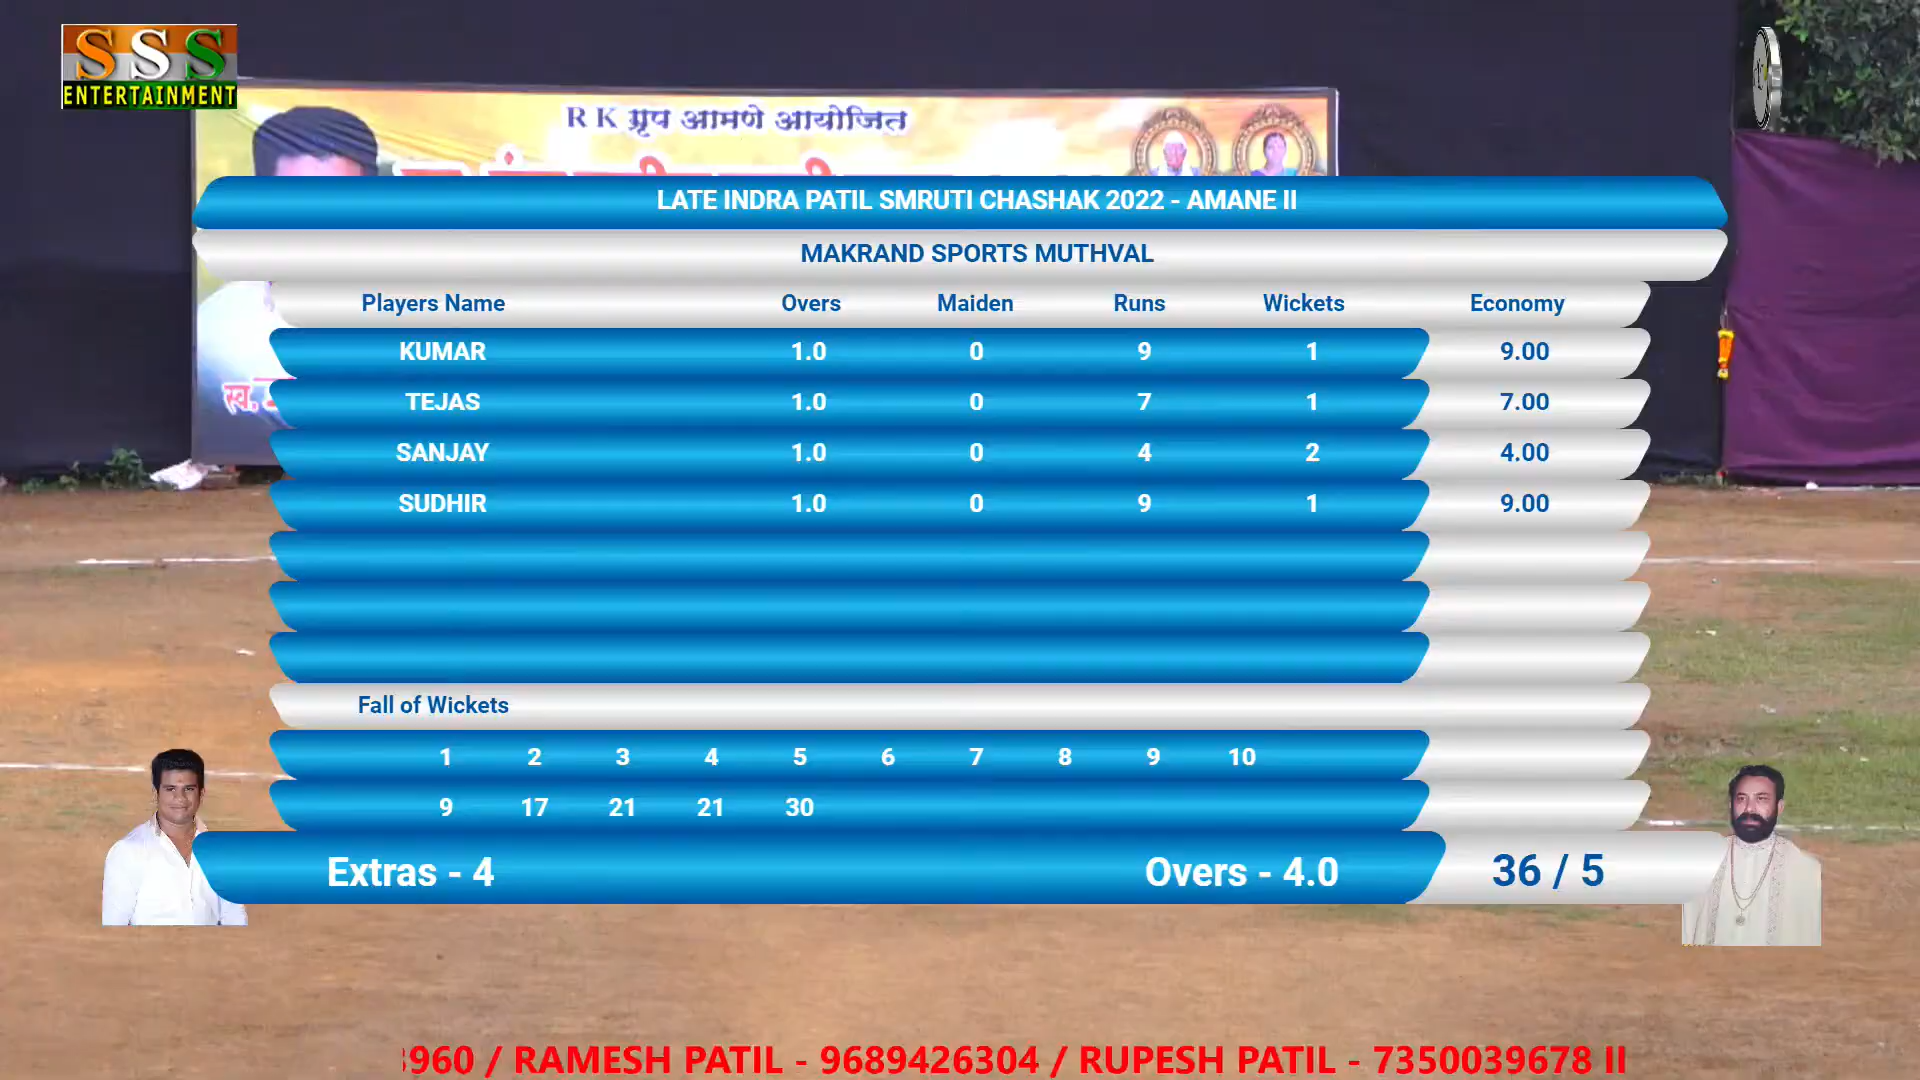 SSS
ENTERTAINMENT
R K ग्रृप आमणे आयोजित
LATE INDRA PATIL SMRUTI CHASHAK 2022 - AMANE II
MAKRAND SPORTS MUTHVAL
Players Name Overs Maiden Runs Wickets Economy
KUMAR 1.0 0 9 1 9.00
TEJAS 1.0 0 7 1 7.00
SANJAY 1.0 0 4 2 4.00
SUDHIR 1.0 0 9 1 9.00
स्व.
Fall of Wickets
1 2 3 4 5 6 7 8 9 10
9 17 21 21 30
Extras - 4 Overs - 4.0 36 / 5
960 / RAMESH PATIL - 9689426304 / RUPESH PATIL - 7350039678 II